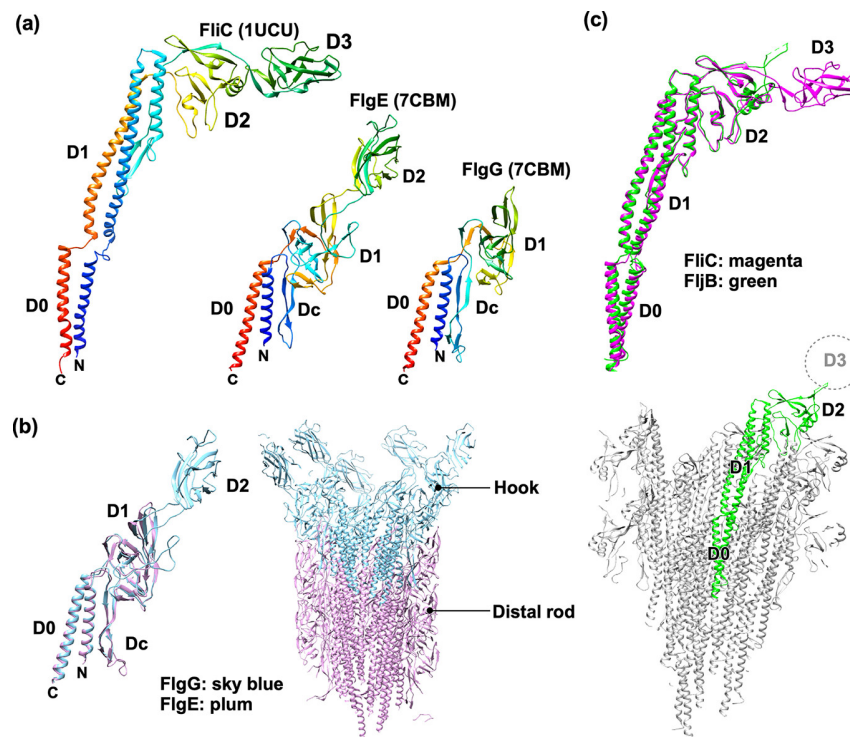 (a)
FliC (1UCU)
D3
D2
D1
D0
N
C
FlgE (7CBM)
D2
D1
D0
Dc
N
C
FlgG (7CBM)
D1
D0
Dc
N
C
(b)
D2
D1
D0
Dc
N
C
FlgG: sky blue
FlgE: plum
Hook
Distal rod
(c)
D3
D2
D1
FliC: magenta
FljB: green
D0
D3
D2
D1
D0